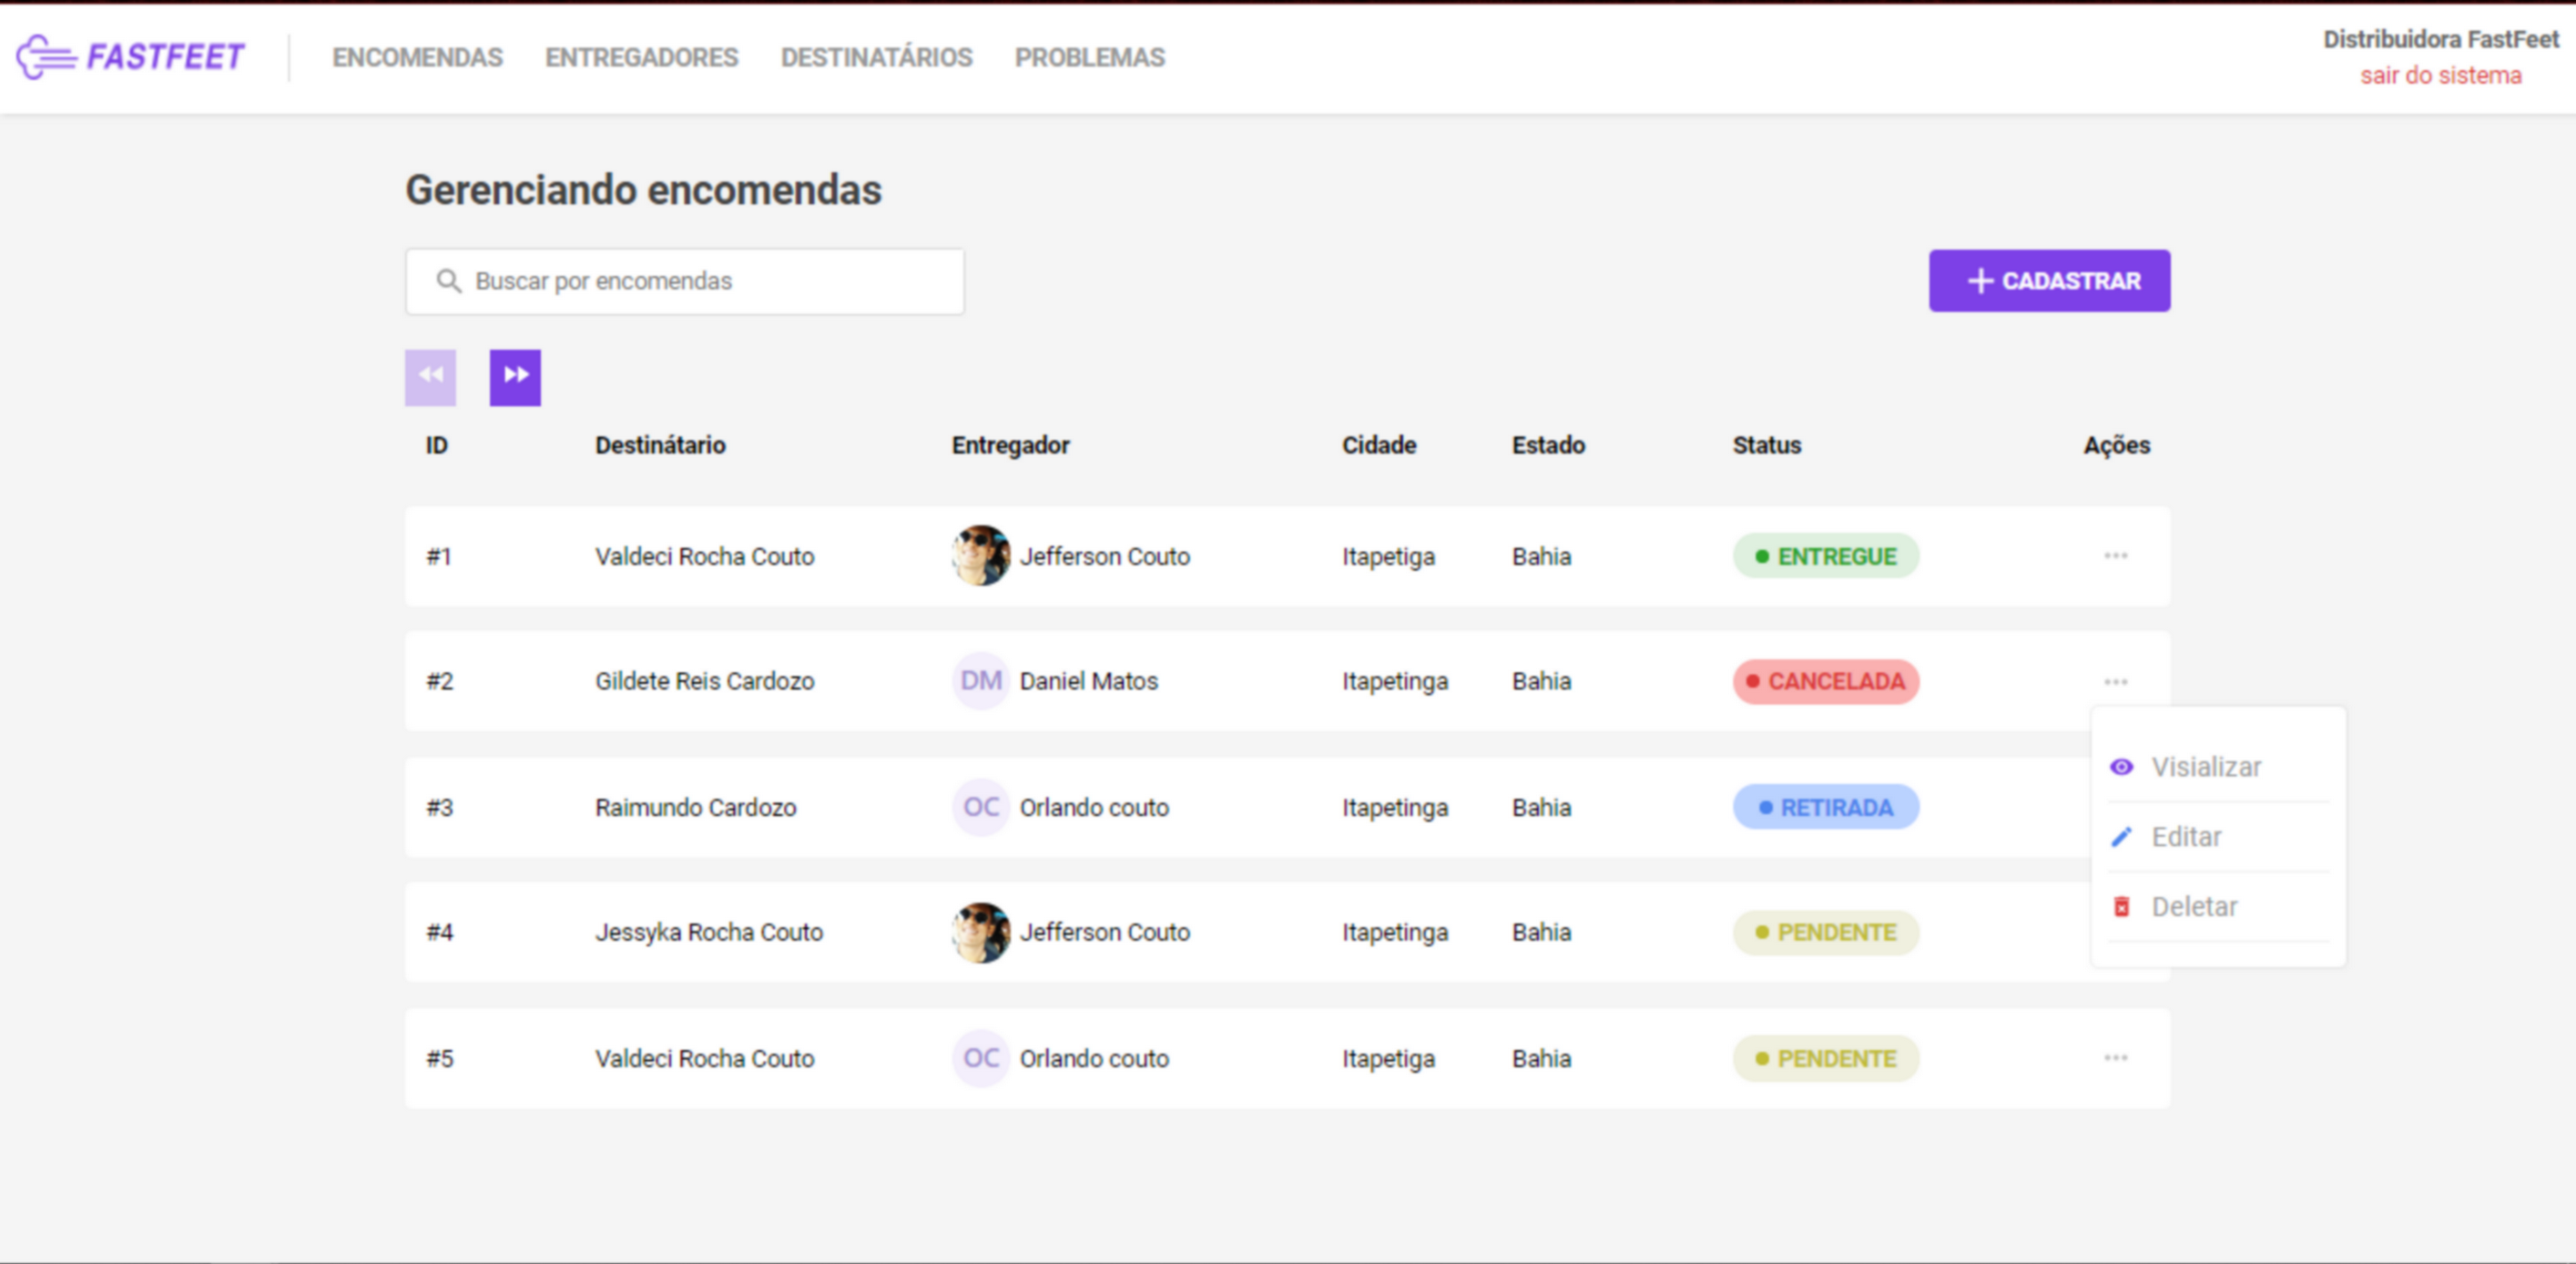 FASTFEET
ENCOMENDAS ENTREGADORES DESTINATÁRIOS PROBLEMAS
Distribuidora FastFeet
sair do sistema
Gerenciando encomendas
Buscar por encomendas
CADASTRAR
ID Destinátario Entregador Cidade Estado Status Ações
#1 Valdeci Rocha Couto Jefferson Couto Itapetiga Bahia ENTREGUE
#2 Gildete Reis Cardozo DM Daniel Matos Itapetinga Bahia CANCELADA
Visializar
#3 Raimundo Cardozo OC Orlando couto Itapetinga Bahia RETIRADA
Editar
Deletar
#4 Jessyka Rocha Couto Jefferson Couto Itapetinga Bahia PENDENTE
#5 Valdeci Rocha Couto OC Orlando couto Itapetiga Bahia PENDENTE